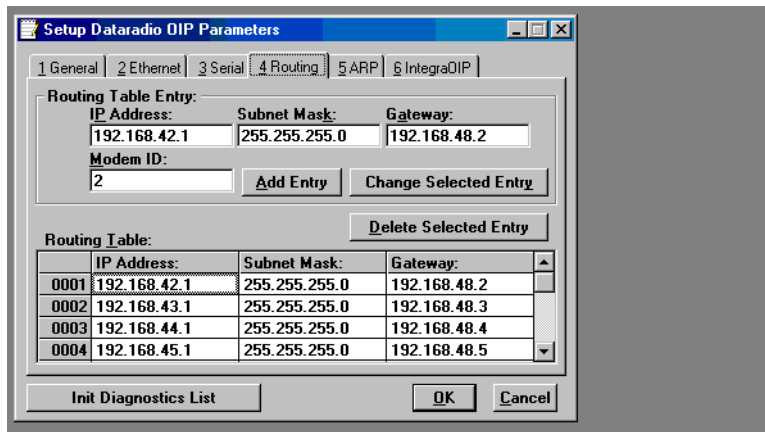 Setup Dataradio OIP Parameters
1 General 2 Ethernet 3 Serial 4 Routing 5 ARP 6 IntegraOIP
Routing Table Entry:
IP Address: Subnet Mask: Gateway:
192.168.42.1 255.255.255.0 192.168.48.2
Modem ID:
2 Add Entry Change Selected Entry
Delete Selected Entry
Routing Table:
IP Address: Subnet Mask: Gateway:
0001 192.168.42.1 255.255.255.0 192.168.48.2
0002 192.168.43.1 255.255.255.0 192.168.48.3
0003 192.168.44.1 255.255.255.0 192.168.48.4
0004 192.168.45.1 255.255.255.0 192.168.48.5
Init Diagnostics List OK Cancel